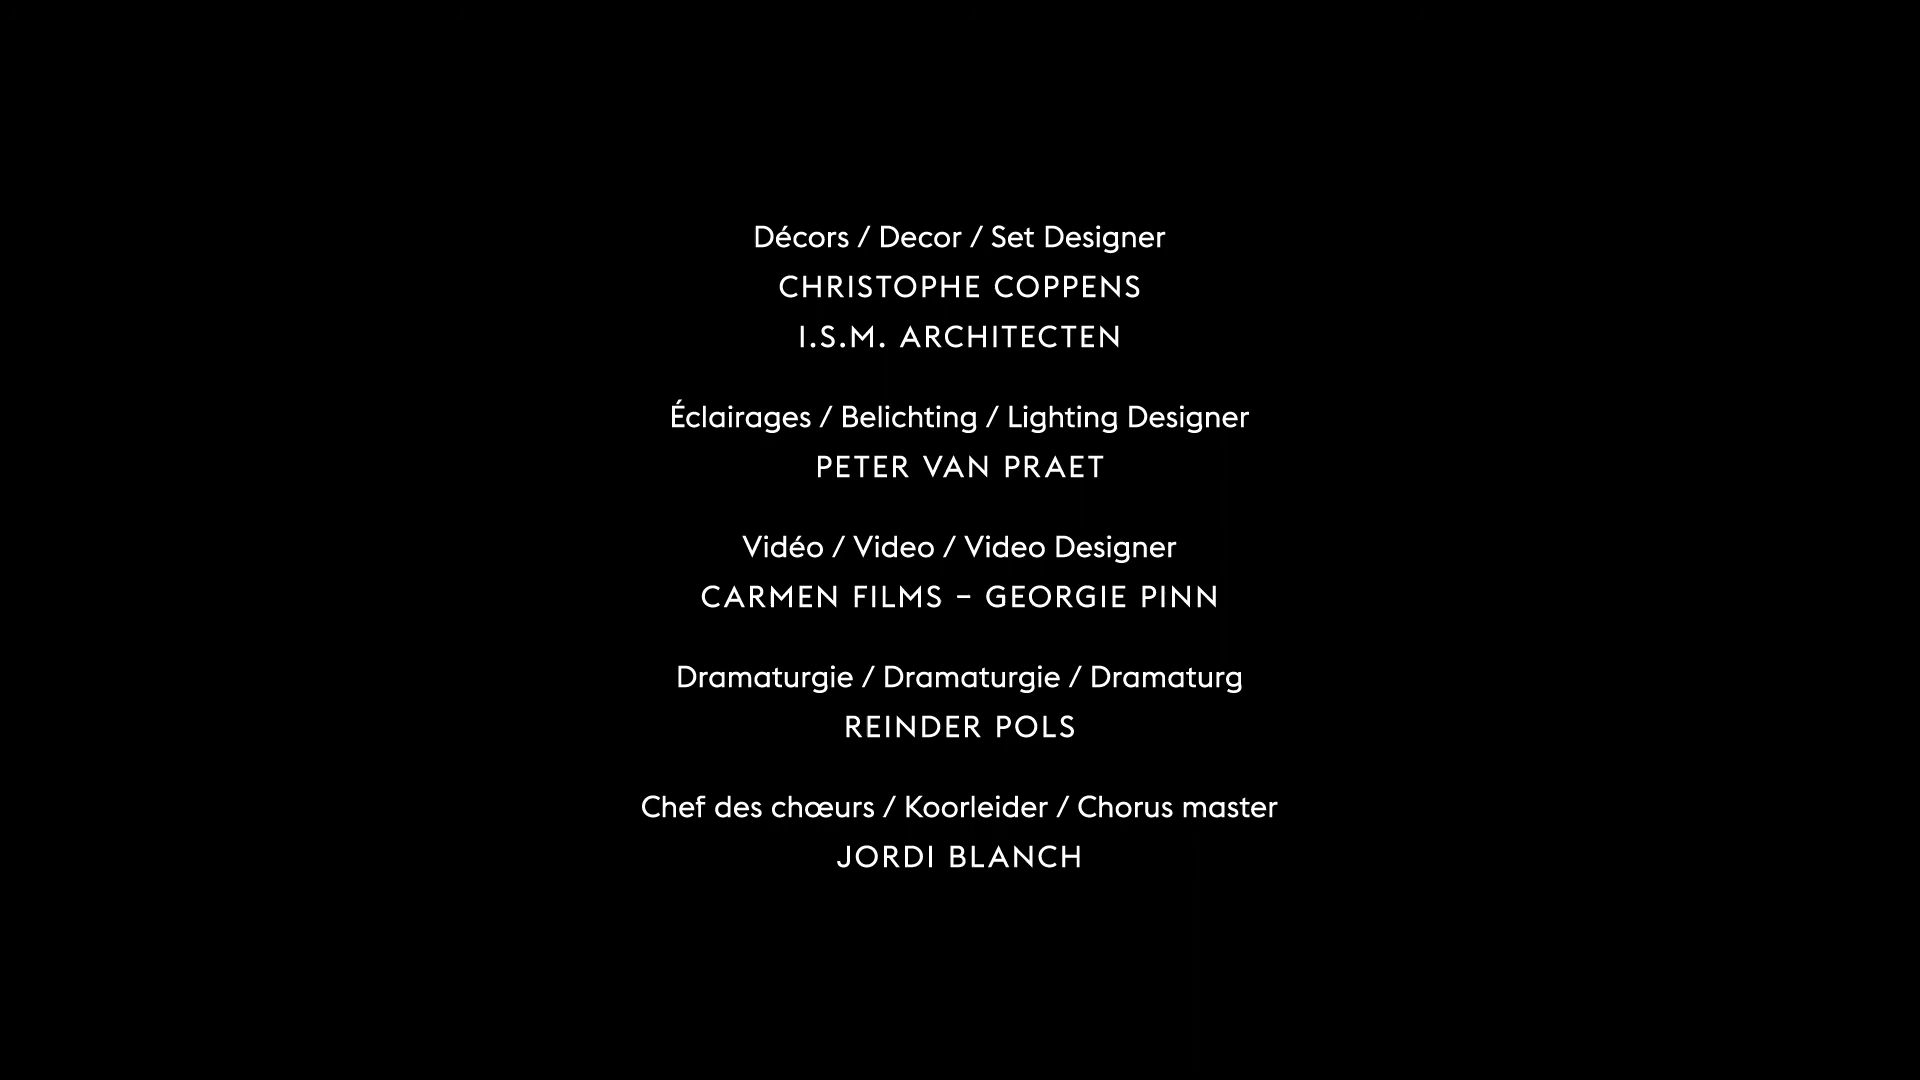 Décors / Decor / Set Designer
CHRISTOPHE COPPENS
I.S.M. ARCHITECTEN
Éclairages / Belichting / Lighting Designer
PETER VAN PRAET
Vidéo / Video / Video Designer
CARMEN FILMS – GEORGIE PINN
Dramaturgie / Dramaturgie / Dramaturg
REINDER POLS
Chef des chœurs / Koorleider / Chorus master
JORDI BLANCH